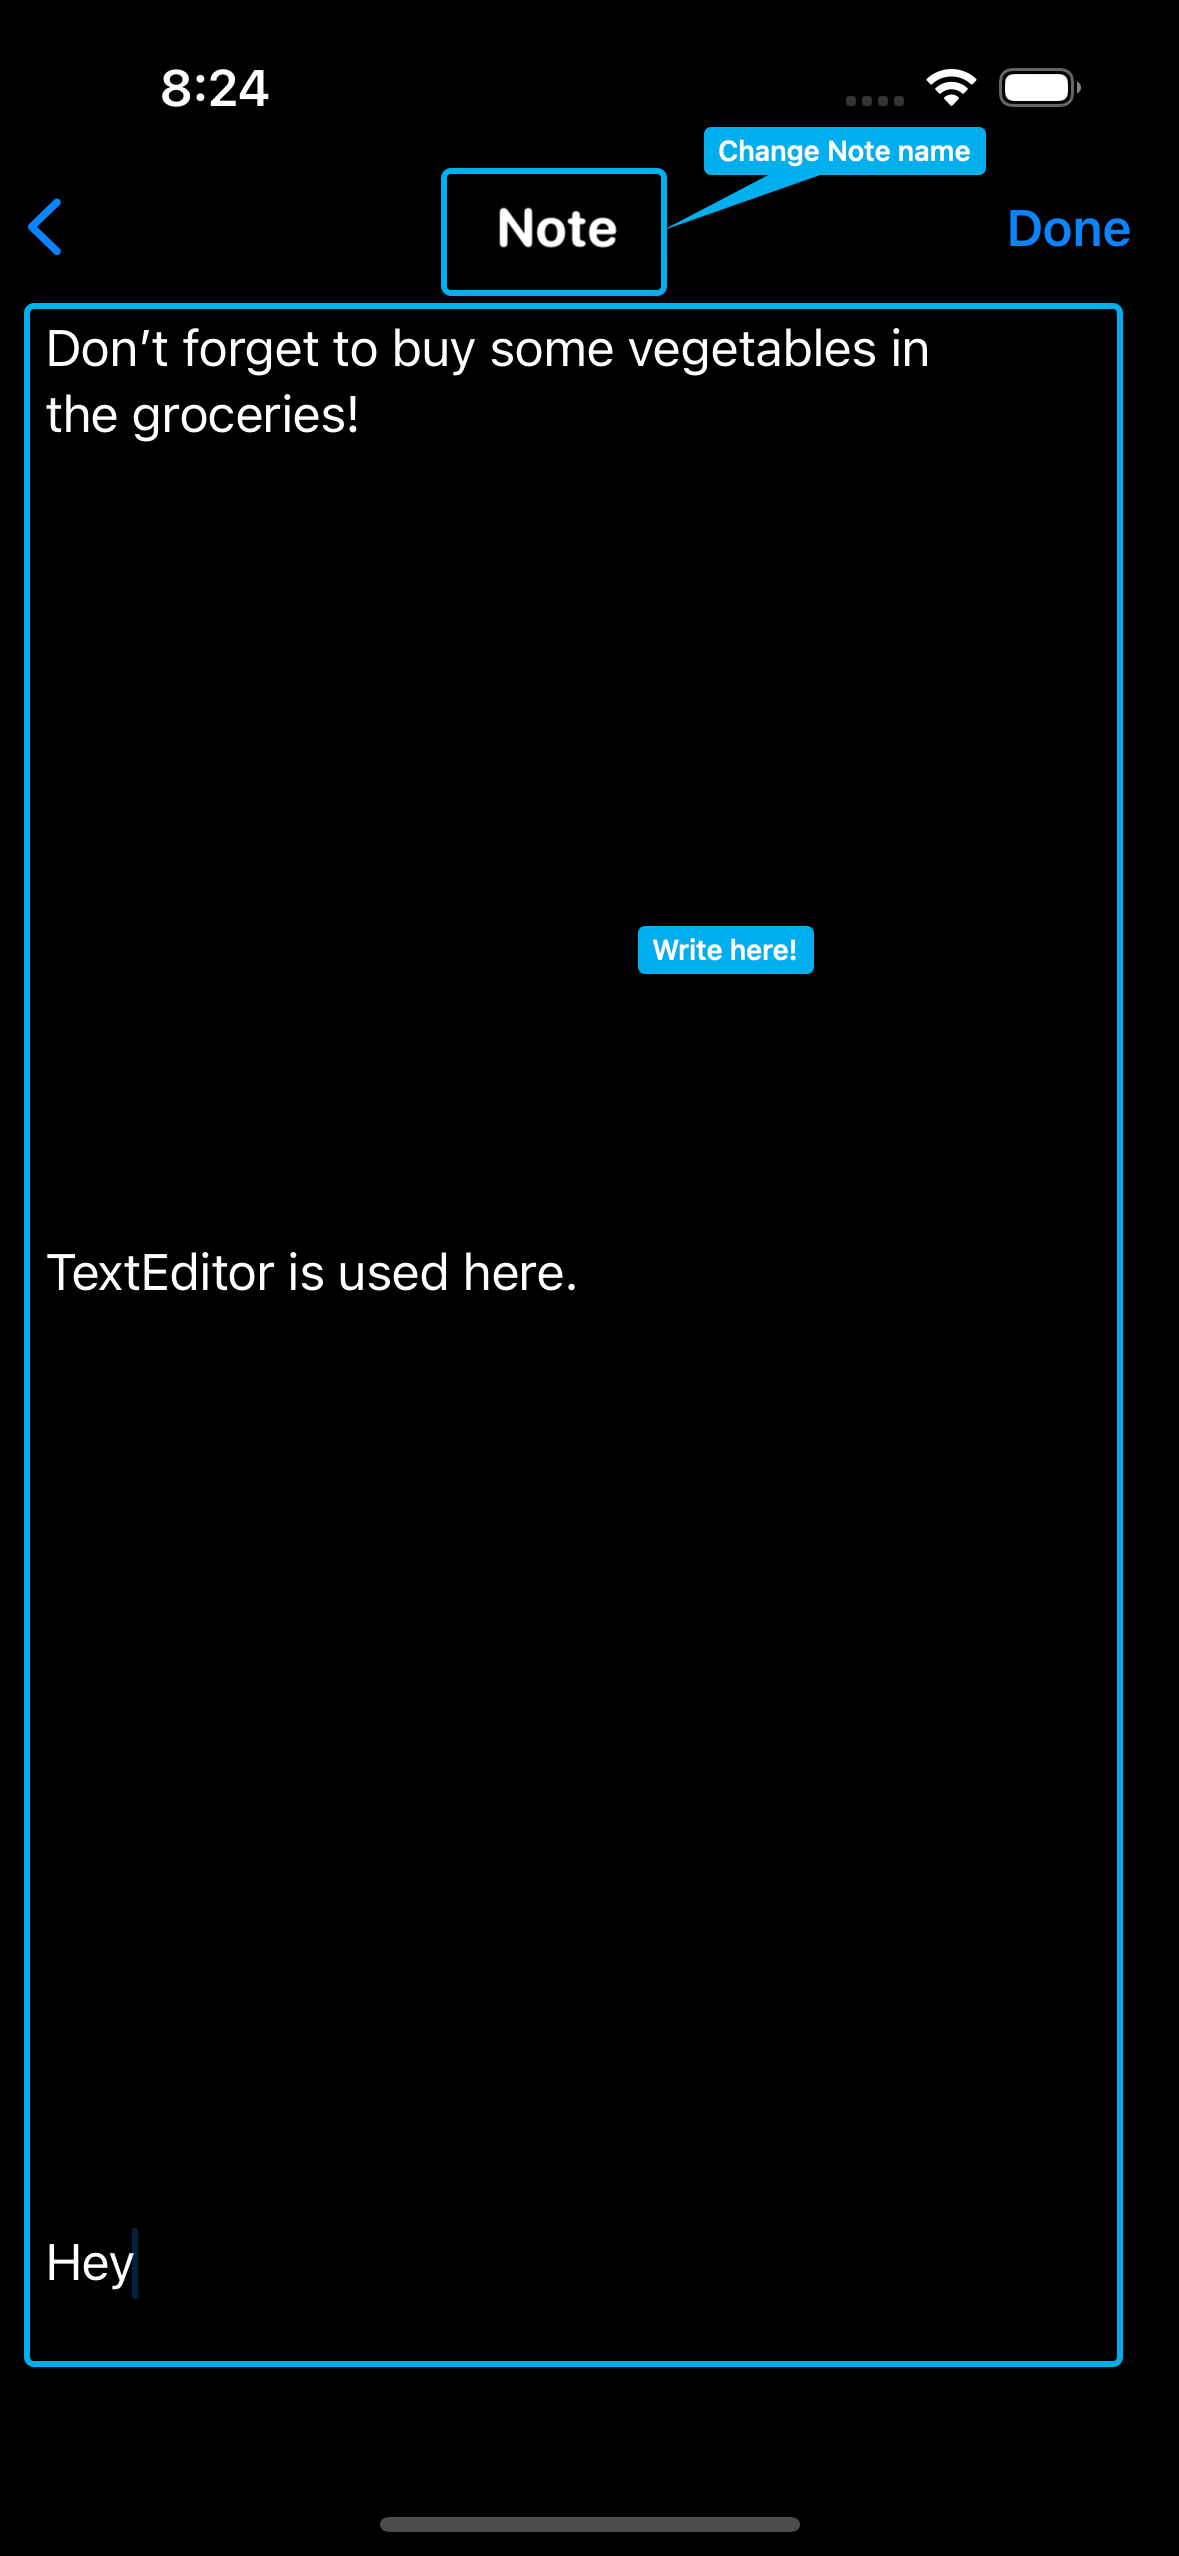 8:24
Change Note name
Note
Done
Don’t forget to buy some vegetables in
the groceries!
Write here!
TextEditor is used here.
Hey